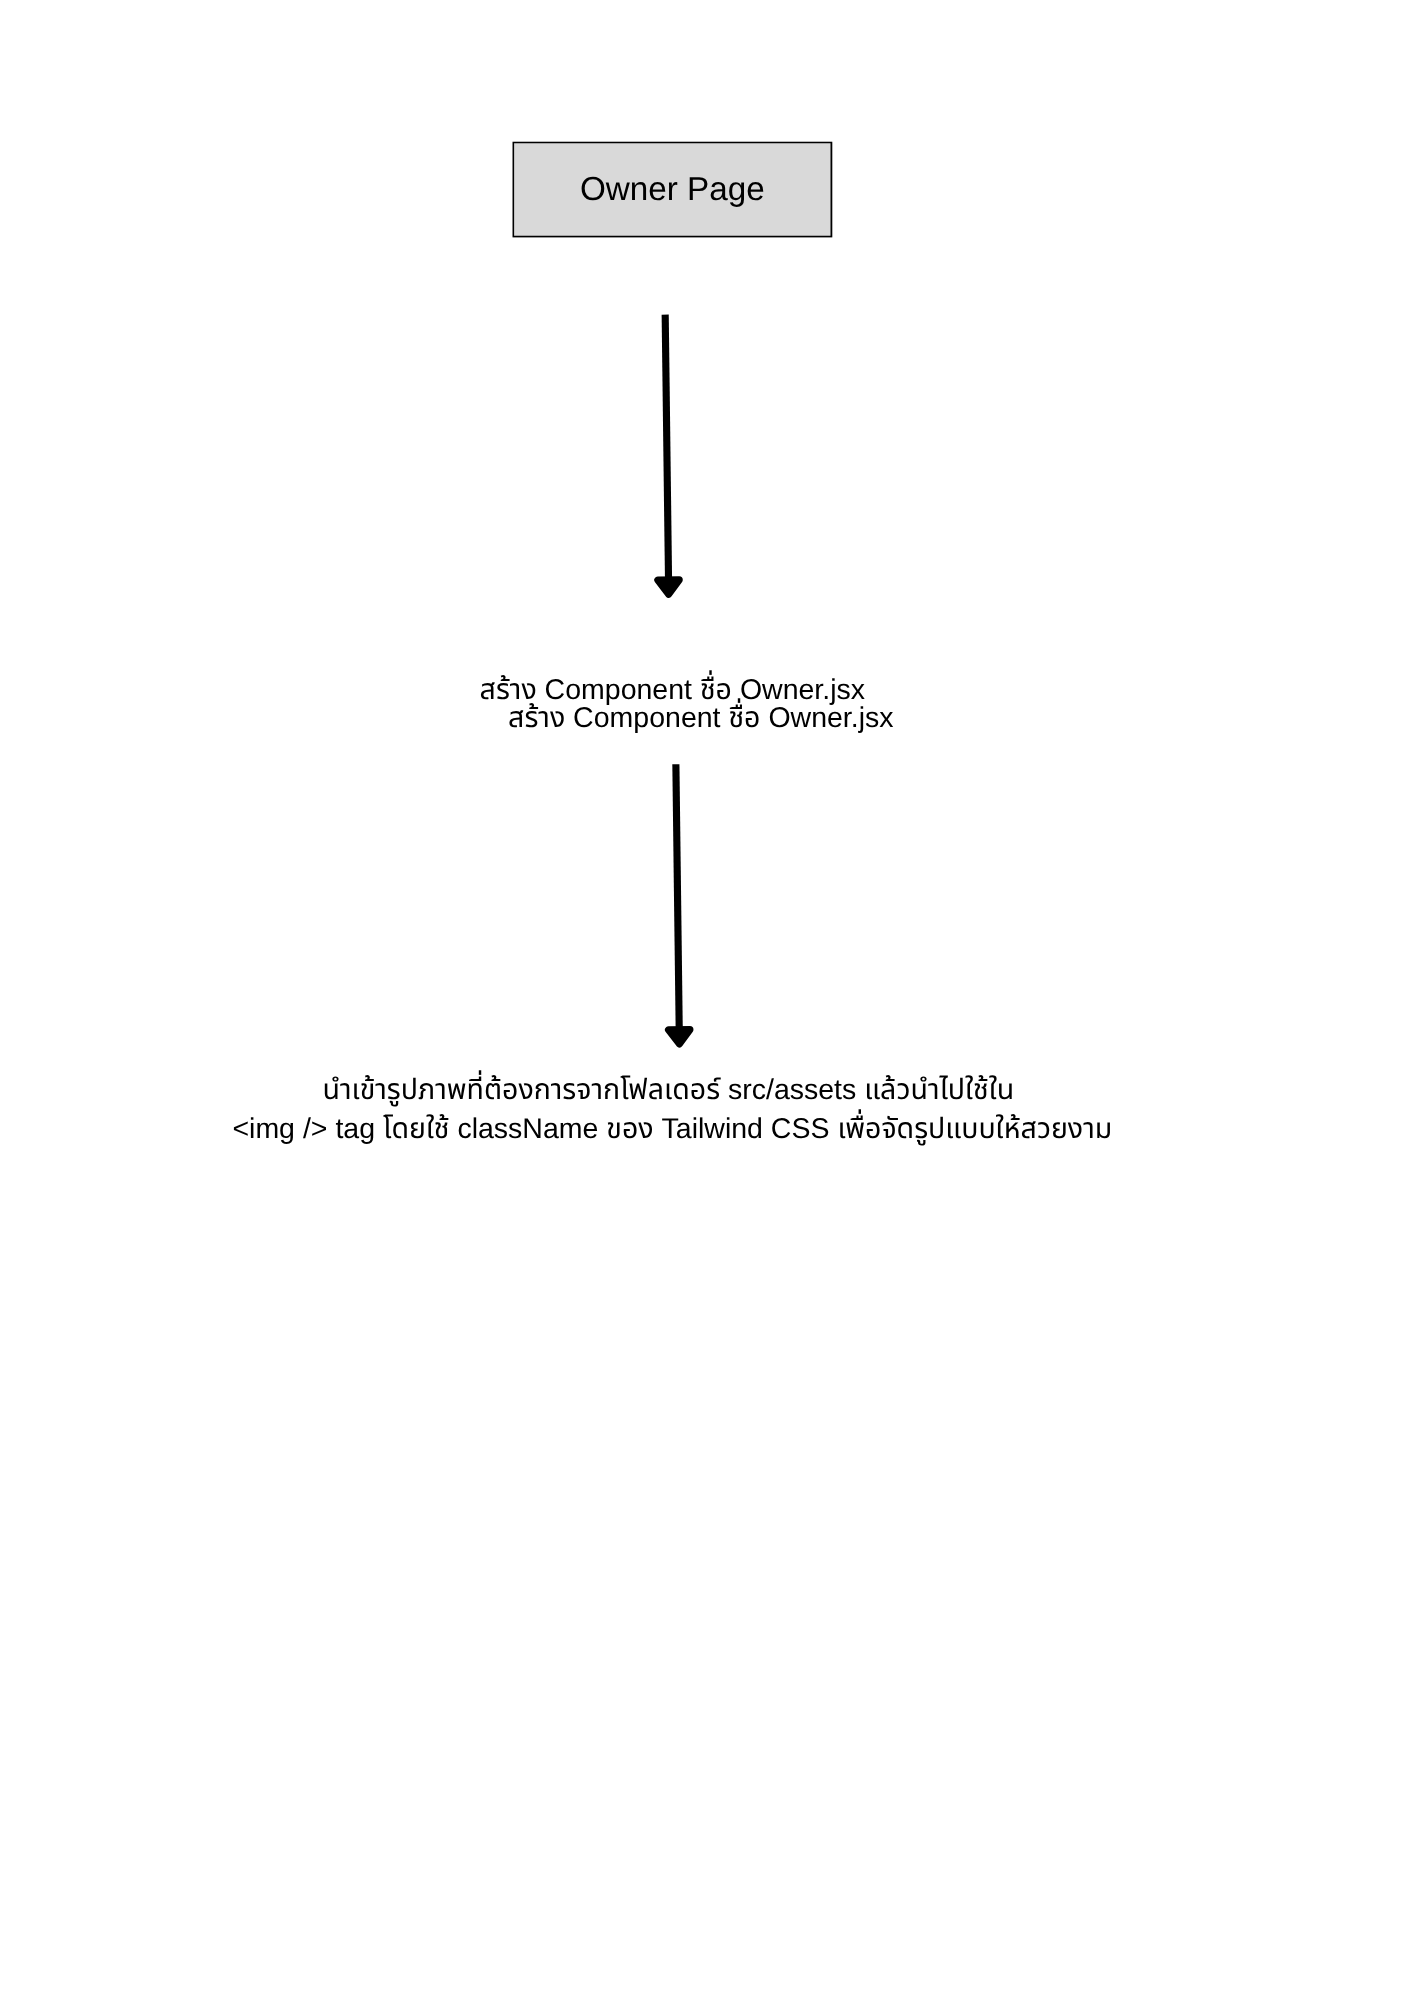 Owner Page
สร้าง Component ชื่อ Owner.jsx
สร้าง Component ชื่อ Owner.jsx
นำเข้ารูปภาพที่ต้องการจากโฟลเดอร์ src/assets แล้วนำไปใช้ใน
<img /> tag โดยใช้ className ของ Tailwind CSS เพื่อจัดรูปแบบให้สวยงาม